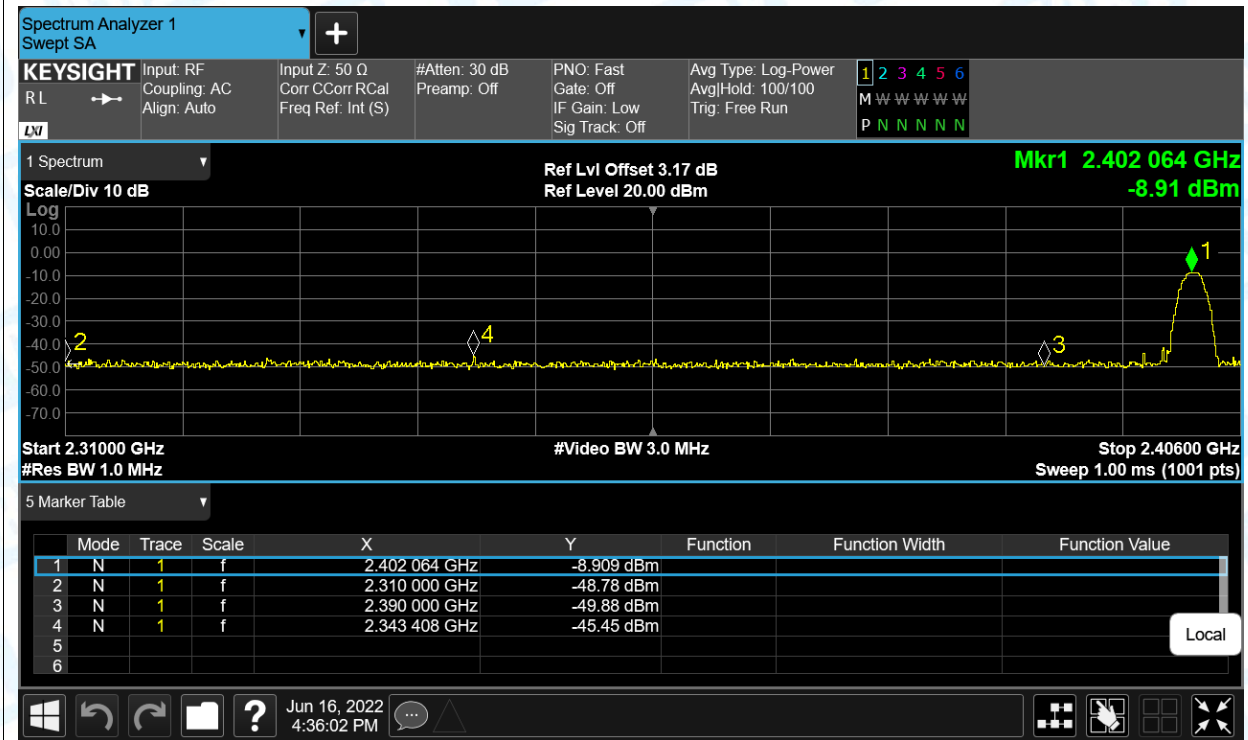 Spectrum Analyzer 1
Swept SA
+
KEYSIGHT
R L
LXI
Input: RF
Coupling: AC
Align: Auto
Input Z: 50 Ω
Corr CCorr RCal
Freq Ref: Int (S)
#Atten: 30 dB
Preamp: Off
PNO: Fast
Gate: Off
IF Gain: Low
Sig Track: Off
Avg Type: Log-Power
Avg|Hold: 100/100
Trig: Free Run
1 2 3 4 5 6
M W W W W W
P N N N N N
1 Spectrum
Scale/Div 10 dB
Ref Lvl Offset 3.17 dB
Ref Level 20.00 dBm
Mkr1 2.402 064 GHz
-8.91 dBm
Log
10.0
0.00
-10.0
-20.0
-30.0
-40.0
-50.0
-60.0
-70.0
1
2
4
3
Start 2.31000 GHz
#Video BW 3.0 MHz
Stop 2.40600 GHz
#Res BW 1.0 MHz
Sweep 1.00 ms (1001 pts)
5 Marker Table
Mode Trace Scale X Y Function Function Width Function Value
1 N 1 f 2.402 064 GHz -8.909 dBm
2 N 1 f 2.310 000 GHz -48.78 dBm
3 N 1 f 2.390 000 GHz -49.88 dBm
4 N 1 f 2.343 408 GHz -45.45 dBm
5
6
Local
?
Jun 16, 2022
4:36:02 PM